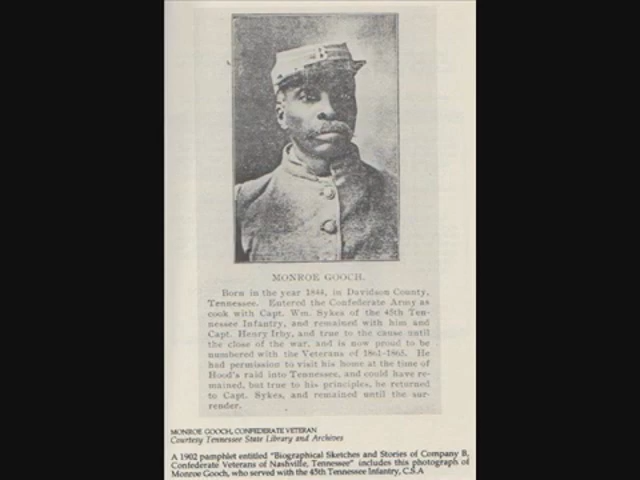 MONROE GOOCH.
Born in the year 1844, in Davidson County,
Tennessee. Entered the Confederate Army as
cook with Capt. Wm. Sykes of the 45th Ten-
nessee Infantry, and remained with him and
Capt. Henry Irby, and true to the cause until
the close of the war, and is now proud to be
numbered with the Veterans of 1861-1865. He
had permission to visit his home at the time of
Hood's raid into Tennessee, and could have re-
mained, but true to his principles, he returned
to Capt. Sykes, and remained until the sur-
render.
MONROE GOOCH, CONFEDERATE VETERAN
Courtesy Tennessee State Library and Archives
A 1902 pamphlet entitled "Biographical Sketches and Stories of Company B,
Confederate Veterans of Nashville, Tennessee" includes this photograph of
Monroe Gooch, who served with the 45th Tennessee Infantry, C.S.A